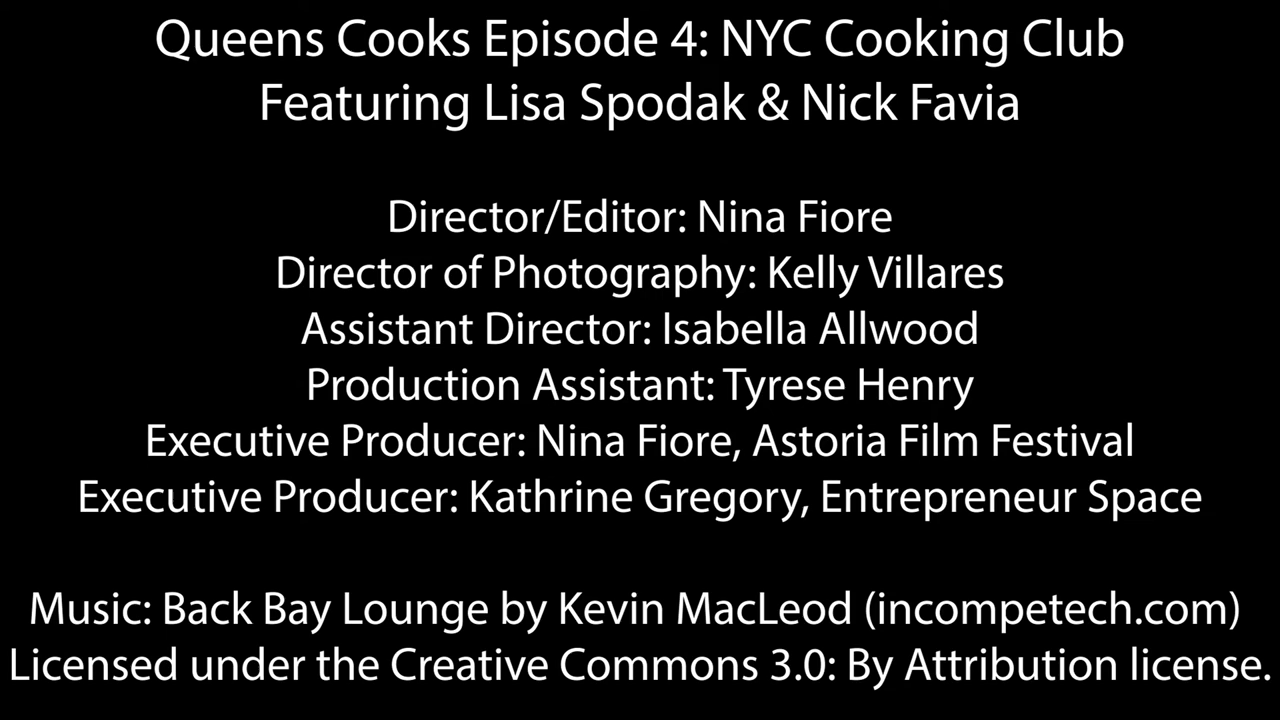 Queens Cooks Episode 4: NYC Cooking Club
Featuring Lisa Spodak & Nick Favia
Director/Editor: Nina Fiore
Director of Photography: Kelly Villares
Assistant Director: Isabella Allwood
Production Assistant: Tyrese Henry
Executive Producer: Nina Fiore, Astoria Film Festival
Executive Producer: Kathrine Gregory, Entrepreneur Space
Music: Back Bay Lounge by Kevin MacLeod (incompetech.com)
Licensed under the Creative Commons 3.0: By Attribution license.